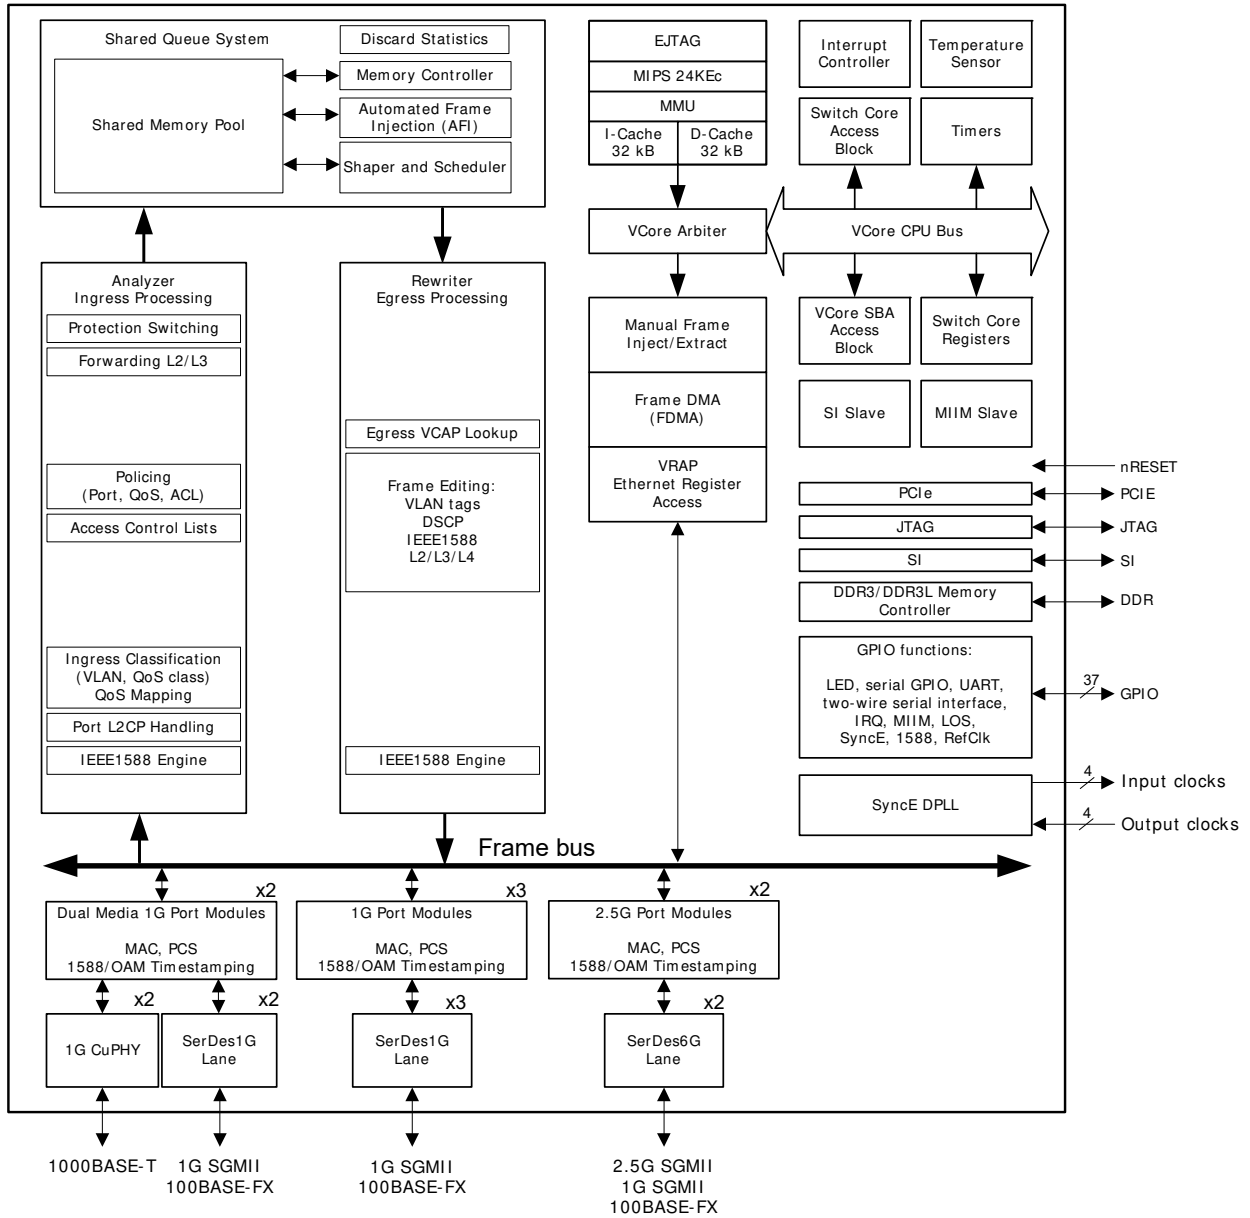 Shared Queue System
Discard Statistics
Shared Memory Pool
Memory Controller
Automated Frame
Injection (AFI)
Shaper and Scheduler
EJTAG
MIPS 24KEc
MMU
I-Cache
32 kB
D-Cache
32 kB
Interrupt
Controller
Temperature
Sensor
Switch Core
Access
Block
Timers
VCore Arbiter
VCore CPU Bus
Analyzer
Ingress Processing
Protection Switching
Forwarding L2/L3
Policing
(Port, QoS, ACL)
Access Control Lists
Ingress Classification
(VLAN, QoS class)
QoS Mapping
Port L2CP Handling
IEEE1588 Engine
Rewriter
Egress Processing
Egress VCAP Lookup
Frame Editing:
VLAN tags
DSCP
IEEE1588
L2/L3/L4
IEEE1588 Engine
Manual Frame
Inject/Extract
Frame DMA
(FDMA)
VRAP
Ethernet Register
Access
VCore SBA
Access
Block
Switch Core
Registers
SI Slave
MIIM Slave
nRESET
PCIe
PCIE
JTAG
JTAG
SI
SI
DDR3/DDR3L Memory
Controller
DDR
GPIO functions:
LED, serial GPIO, UART,
two-wire serial interface,
IRQ, MIIM, LOS,
SyncE, 1588, RefClk
37
GPIO
SyncE DPLL
4
Input clocks
4
Output clocks
Frame bus
x2
Dual Media 1G Port Modules
MAC, PCS
1588/OAM Timestamping
x3
1G Port Modules
MAC, PCS
1588/OAM Timestamping
x2
2.5G Port Modules
MAC, PCS
1588/OAM Timestamping
x2
1G CuPHY
x2
SerDes1G
Lane
x3
SerDes1G
Lane
x2
SerDes6G
Lane
1000BASE-T
1G SGMII
100BASE-FX
1G SGMII
100BASE-FX
2.5G SGMII
1G SGMII
100BASE-FX